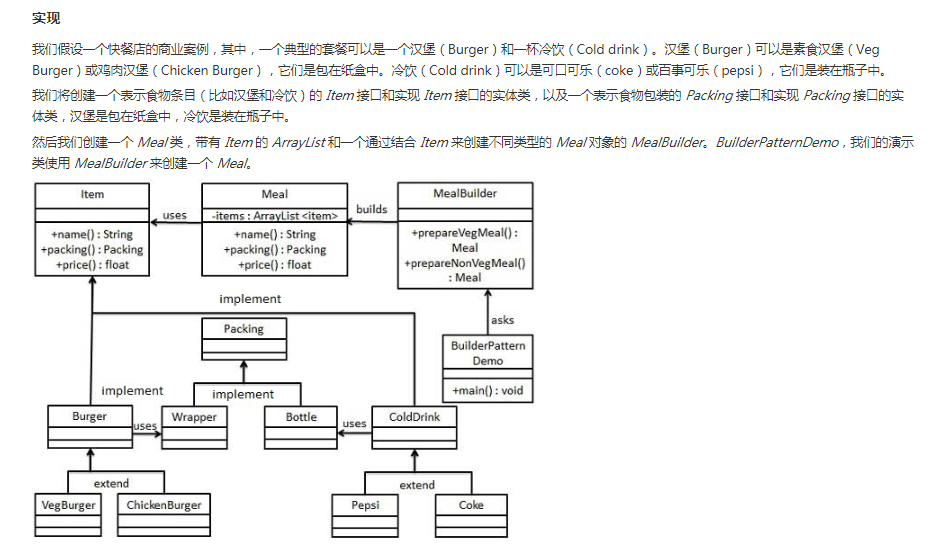 实现
我们假设一个快餐店的商业案例，其中，一个典型的套餐可以是一个汉堡（Burger）和一杯冷饮（Cold drink）。汉堡（Burger）可以是素食汉堡（Veg
Burger）或鸡肉汉堡（Chicken Burger），它们是包在纸盒中。冷饮（Cold drink）可以是可口可乐（coke）或百事可乐（pepsi），它们是装在瓶子中。
我们将创建一个表示食物条目（比如汉堡和冷饮）的 Item 接口和实现 Item 接口的实体类，以及一个表示食物包装的 Packing 接口和实现 Packing 接口的实
体类，汉堡是包在纸盒中，冷饮是装在瓶子中。
然后我们创建一个 Meal 类，带有 Item 的 ArrayList 和一个通过结合 Item 来创建不同类型的 Meal 对象的 MealBuilder。BuilderPatternDemo，我们的演示
类使用 MealBuilder 来创建一个 Meal。
Item
+name() : String
+packing() : Packing
+price() : float
uses
Meal
-items : ArrayList <item>
+name() : String
+packing() : Packing
+price() : float
builds
MealBuilder
+prepareVegMeal() :
Meal
+prepareNonVegMeal()
: Meal
implement
asks
Packing
BuilderPattern
Demo
+main() : void
implement
implement
Burger
uses
Wrapper
Bottle
uses
ColdDrink
extend
extend
VegBurger
ChickenBurger
Pepsi
Coke